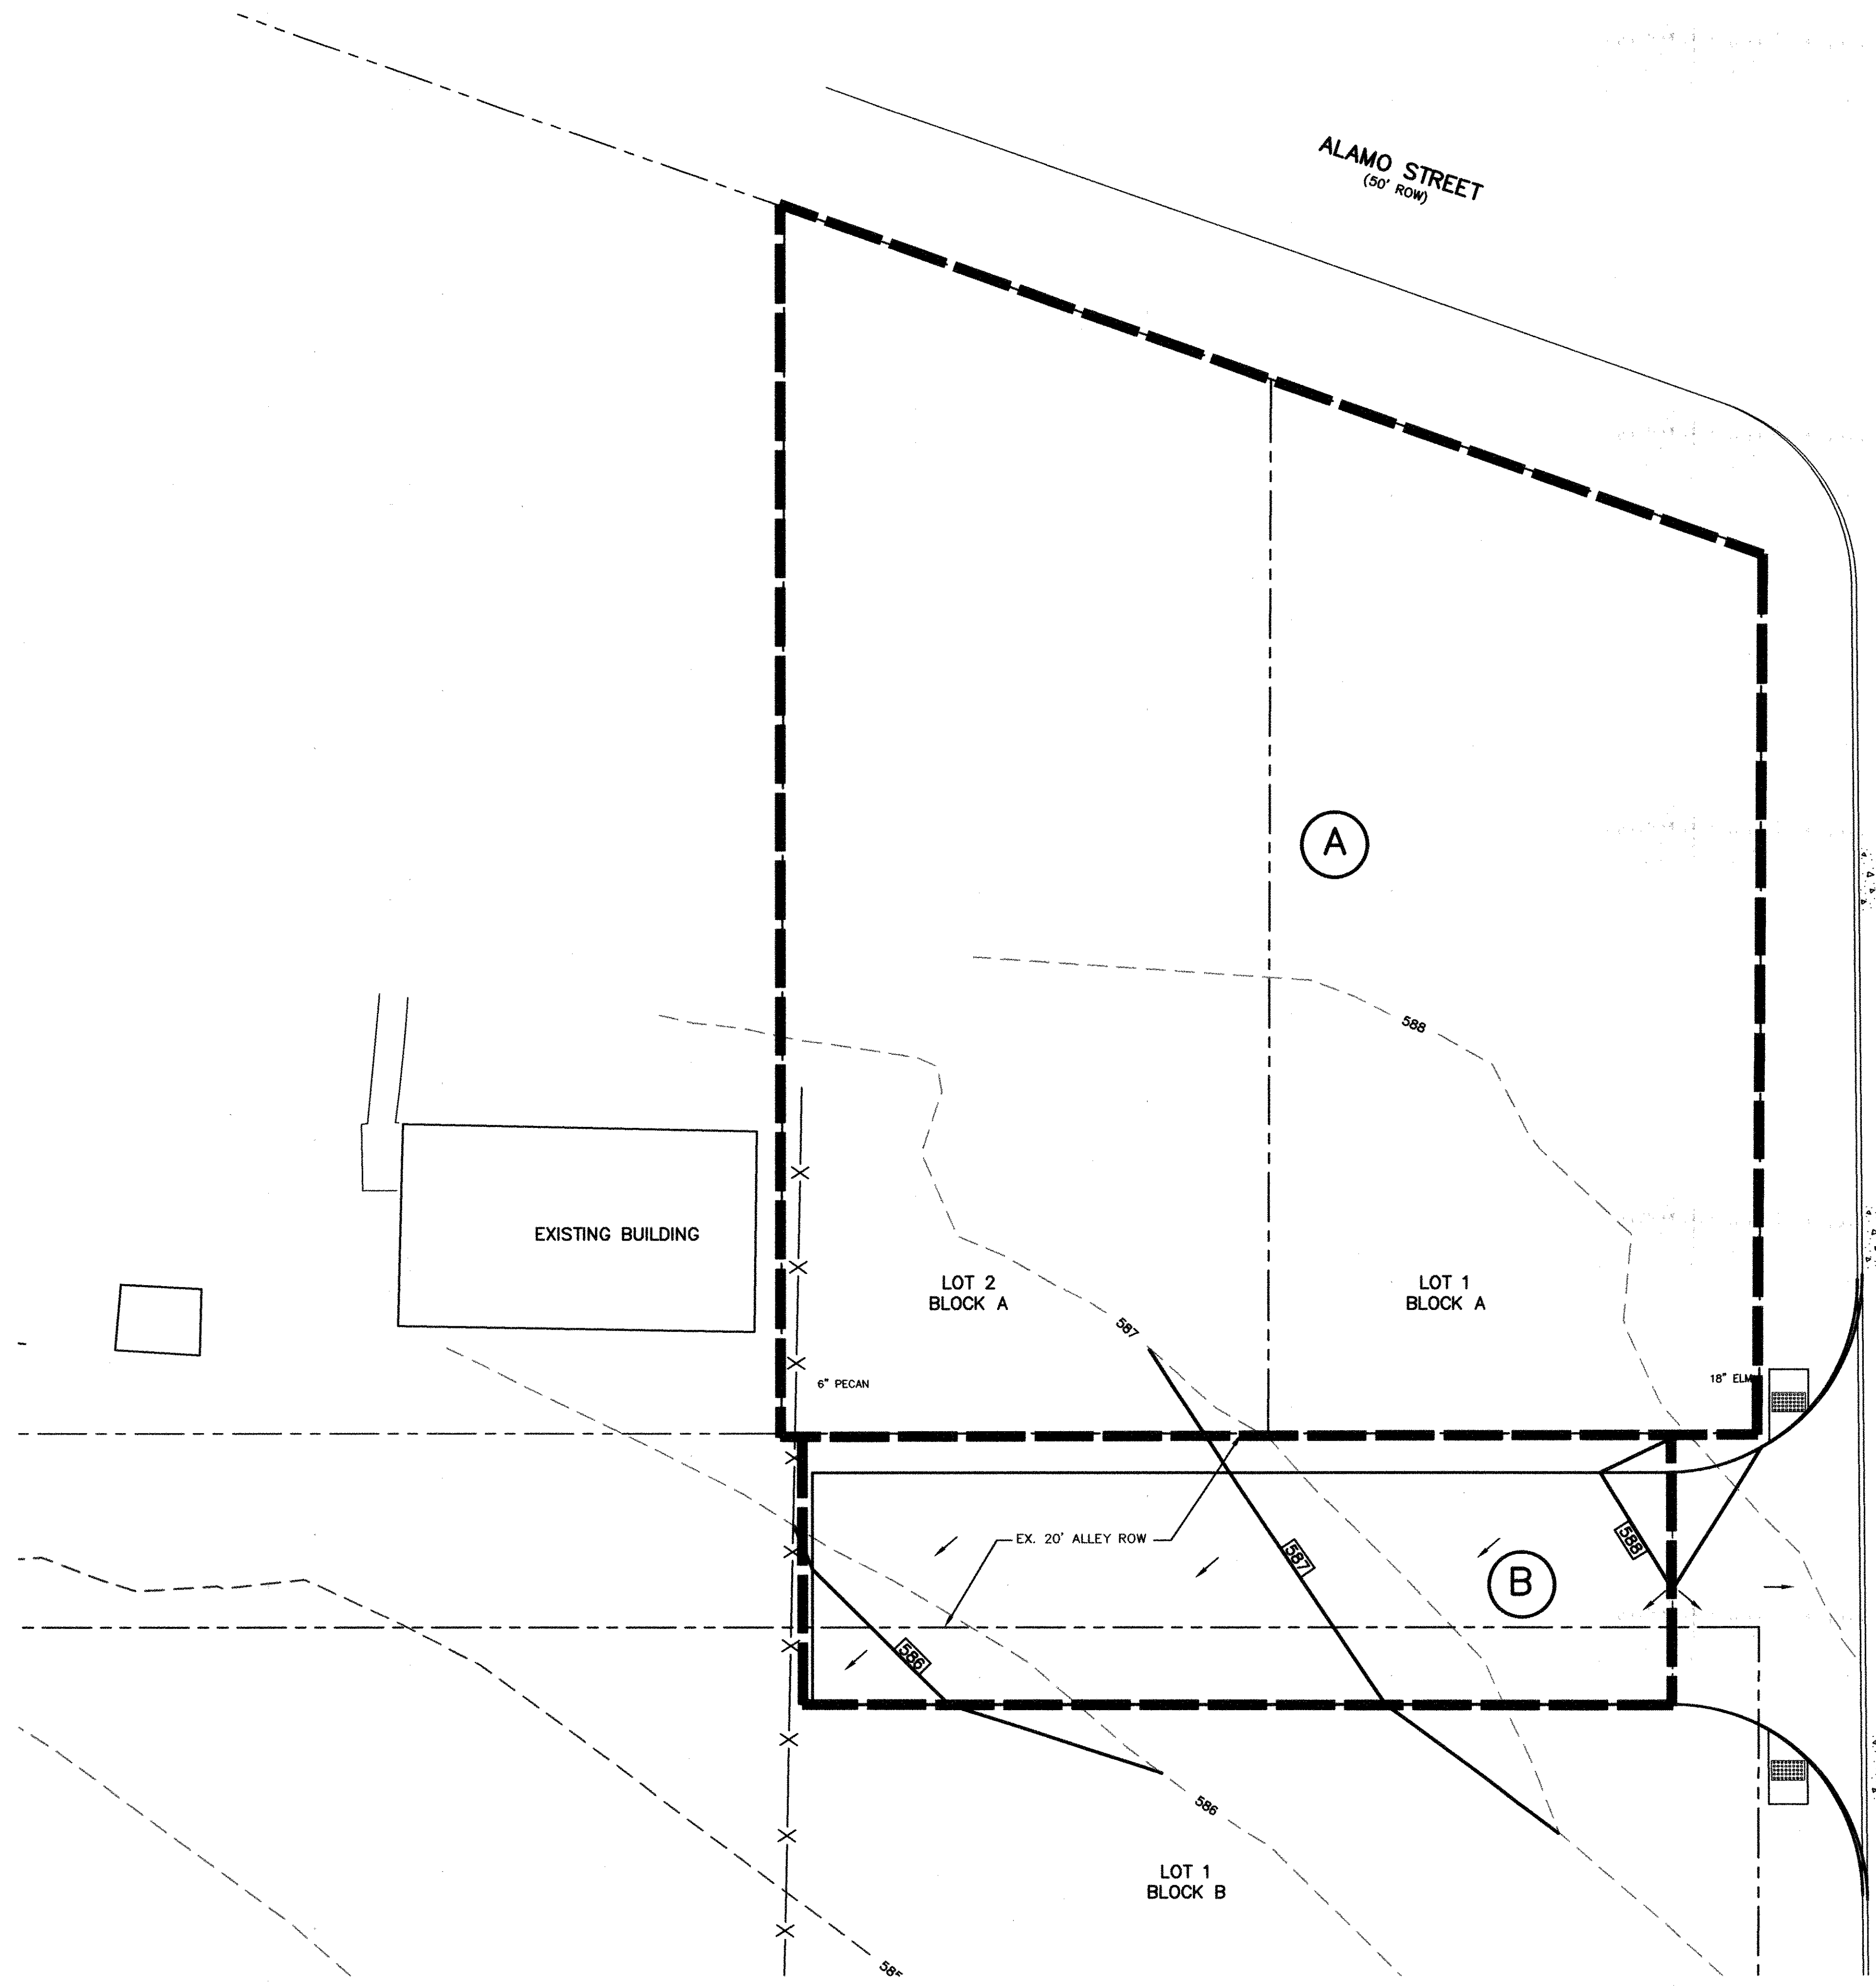 ALAMO STREET
(50' ROW)
A
588
EXISTING BUILDING
LOT 2
BLOCK A
LOT 1
BLOCK A
587
6" PECAN
18" ELM
EX. 20' ALLEY ROW
587
588
B
586
586
LOT 1
BLOCK B
585